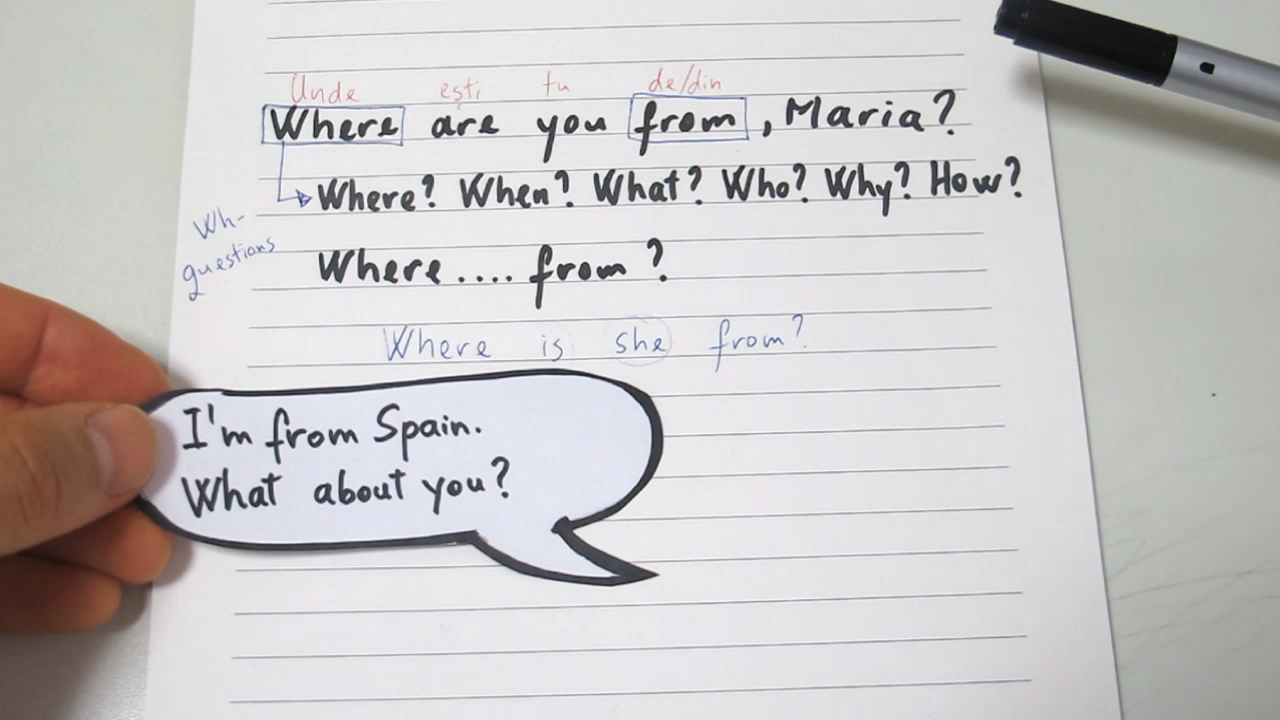 Unde ești tu de/din
Where are you from, Maria?
Where? When? What? Who? Why? How?
Wh-
questions
Where.... from?
Where is she from?
I'm from Spain.
What about you?